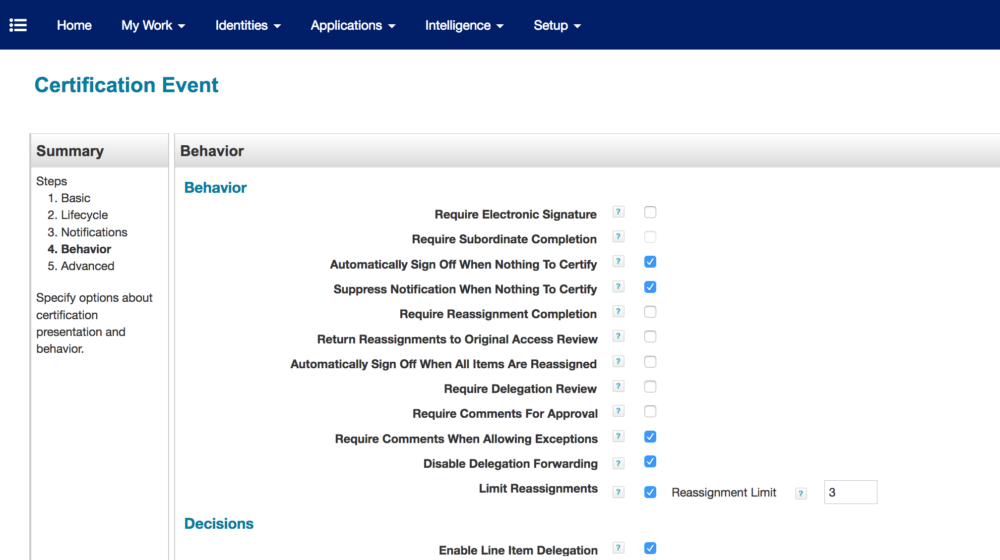 Home My Work Identities Applications Intelligence Setup
Certification Event
Summary
Steps
1. Basic
2. Lifecycle
3. Notifications
4. Behavior
5. Advanced
Specify options about
certification
presentation and
behavior.
Behavior
Behavior
Require Electronic Signature ?
Require Subordinate Completion ?
Automatically Sign Off When Nothing To Certify ?
Suppress Notification When Nothing To Certify ?
Require Reassignment Completion ?
Return Reassignments to Original Access Review ?
Automatically Sign Off When All Items Are Reassigned ?
Require Delegation Review ?
Require Comments For Approval ?
Require Comments When Allowing Exceptions ?
Disable Delegation Forwarding ?
Limit Reassignments ? Reassignment Limit ? 3
Decisions
Enable Line Item Delegation ?